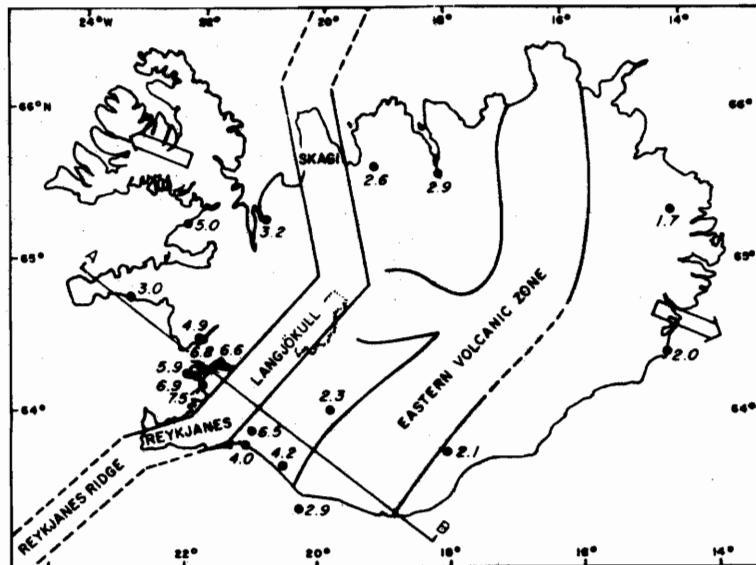 24°W 22° 20° 18° 16° 14°
66°N 66°
SKAGI
2.6
2.9
1.7
5.0
3.2
65° 65°
A
3.0
4.9
6.8 6.6
5.9
6.9
7.5
LANGJÖKULL
EASTERN VOLCANIC ZONE
2.0
64° 64°
2.3
REYKJANES
6.5
4.0
4.2
2.1
2.9
B
REYKJANES RIDGE
22° 20° 18° 16° 14°